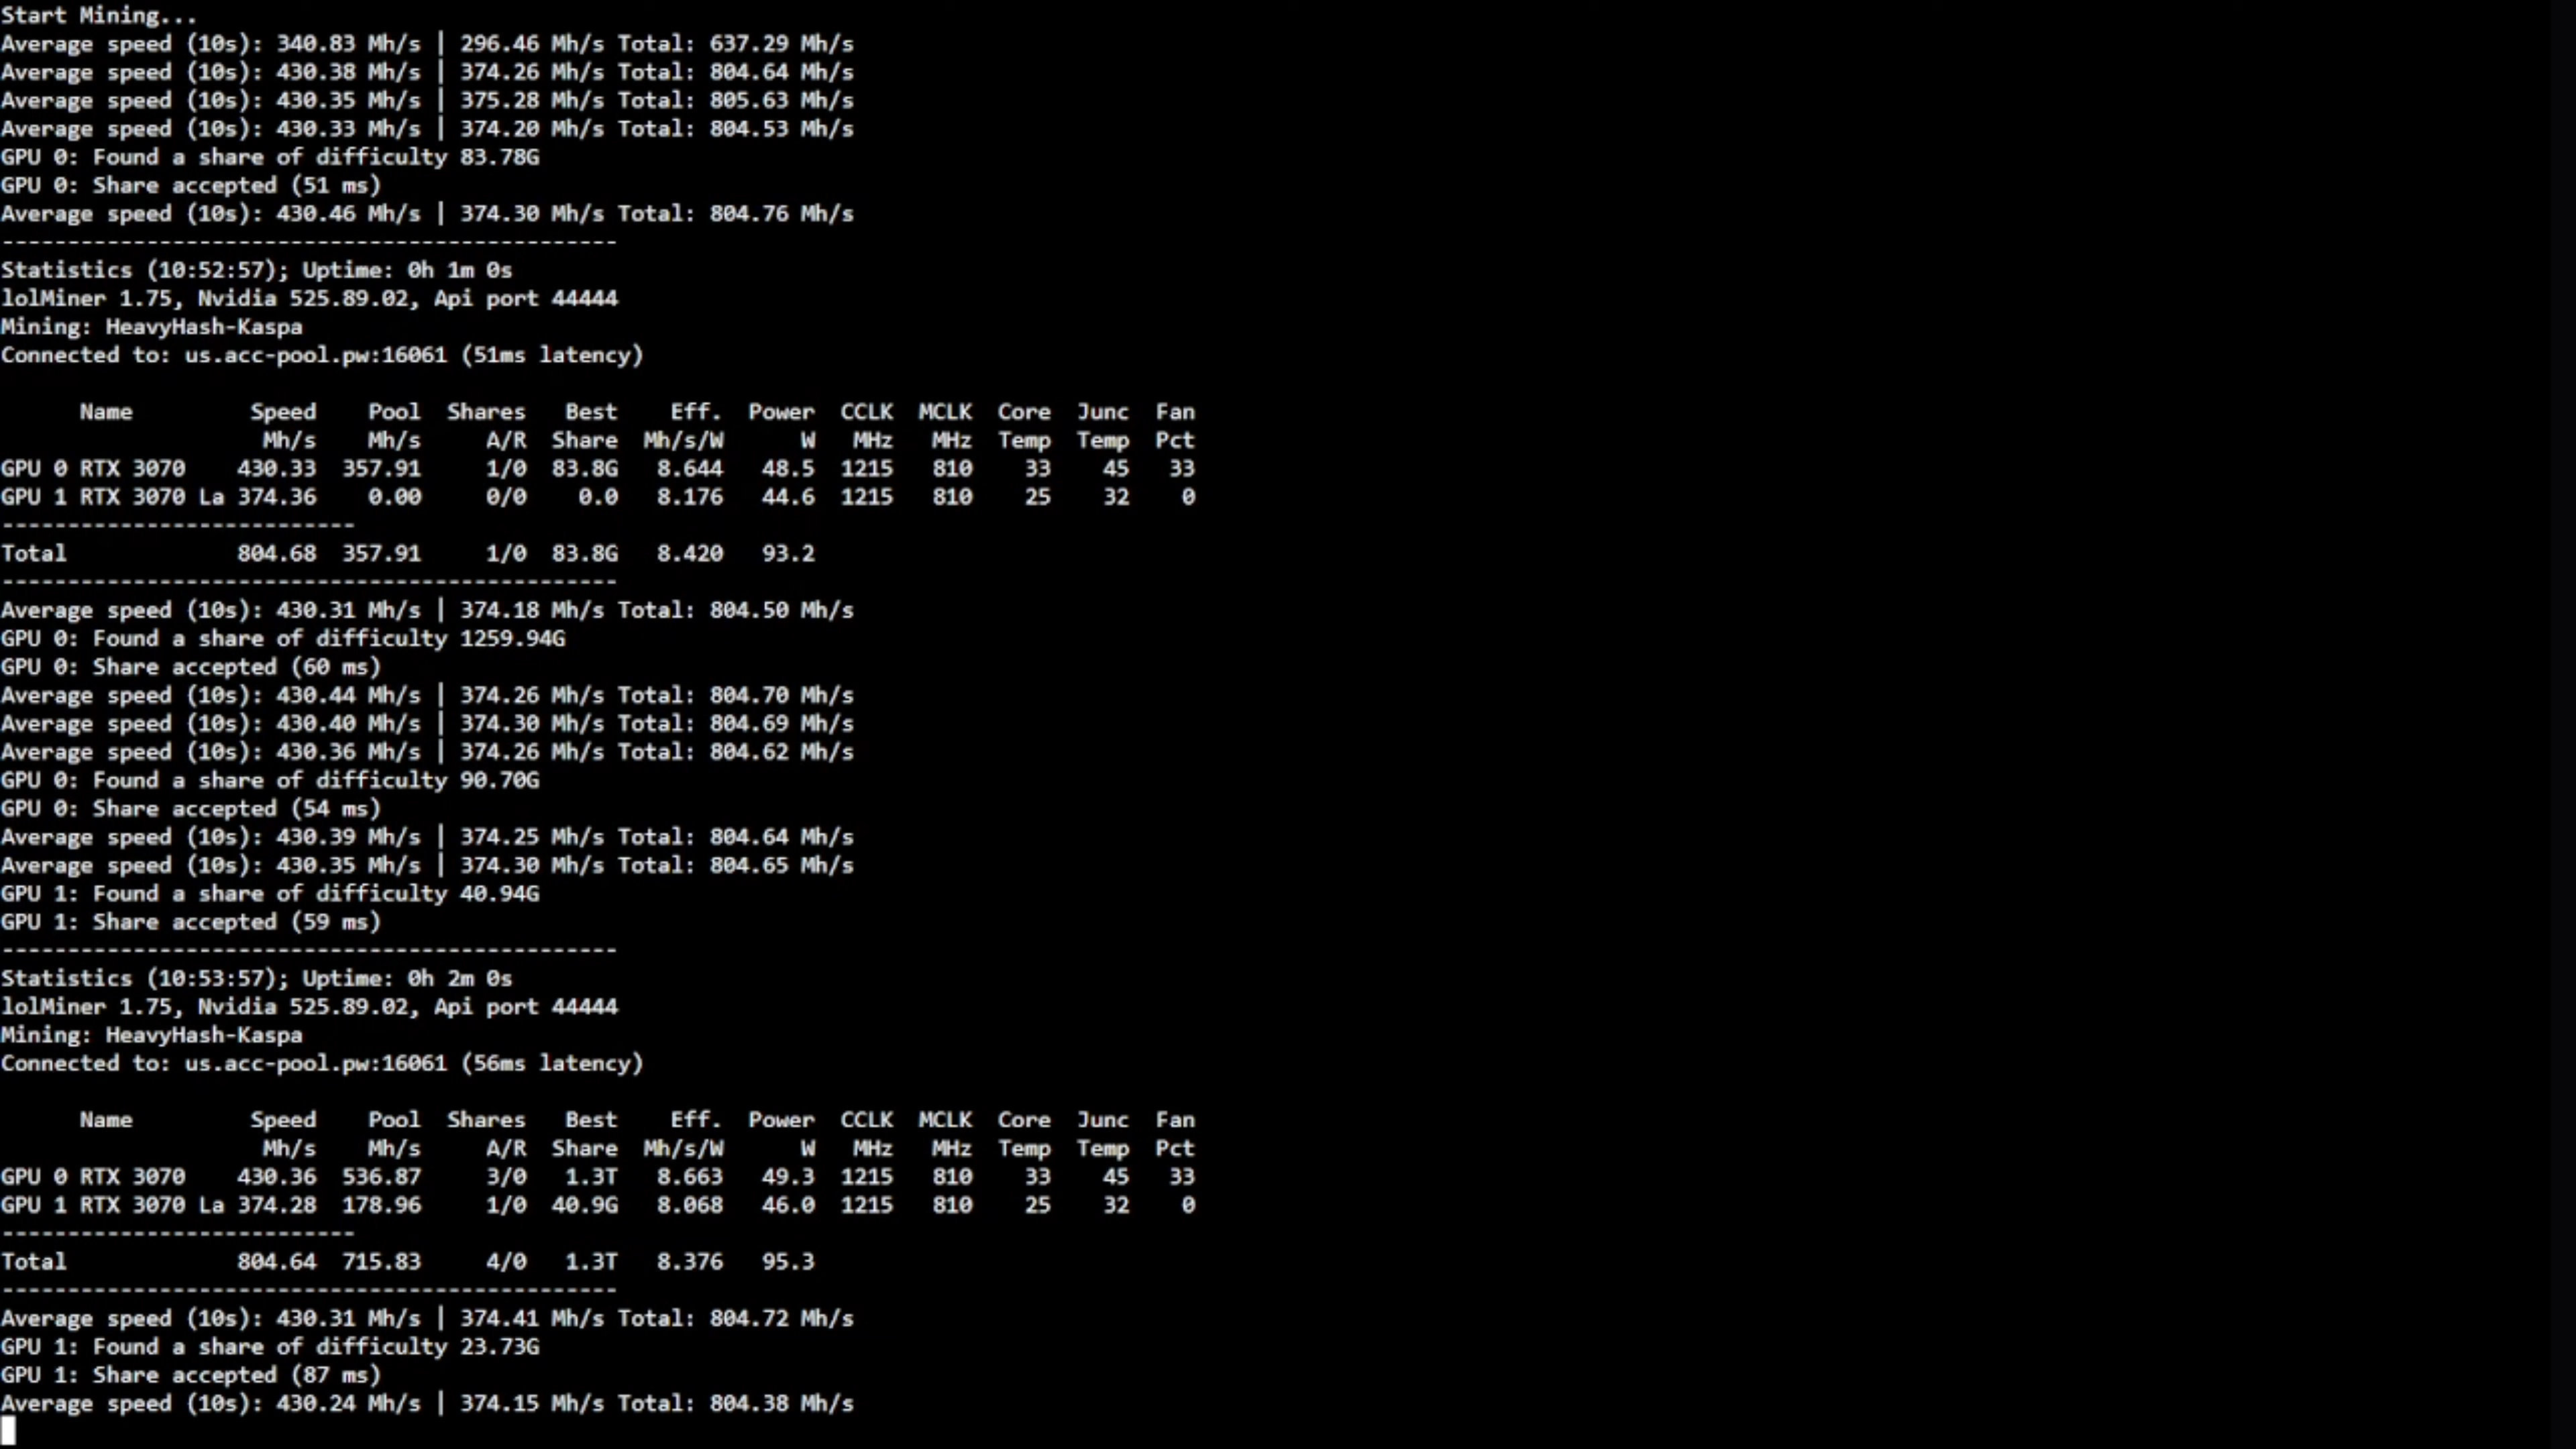 Start Mining...
Average speed (10s): 340.83 Mh/s | 296.46 Mh/s Total: 637.29 Mh/s
Average speed (10s): 430.38 Mh/s | 374.26 Mh/s Total: 804.64 Mh/s
Average speed (10s): 430.35 Mh/s | 375.28 Mh/s Total: 805.63 Mh/s
Average speed (10s): 430.33 Mh/s | 374.20 Mh/s Total: 804.53 Mh/s
GPU 0: Found a share of difficulty 83.78G
GPU 0: Share accepted (51 ms)
Average speed (10s): 430.46 Mh/s | 374.30 Mh/s Total: 804.76 Mh/s
-----------------------------------------------
Statistics (10:52:57); Uptime: 0h 1m 0s
lolMiner 1.75, Nvidia 525.89.02, Api port 44444
Mining: HeavyHash-Kaspa
Connected to: us.acc-pool.pw:16061 (51ms latency)
      Name         Speed    Pool  Shares   Best    Eff.  Power  CCLK  MCLK  Core  Junc  Fan
                    Mh/s    Mh/s     A/R  Share  Mh/s/W      W   MHz   MHz  Temp  Temp  Pct
GPU 0 RTX 3070    430.33  357.91     1/0  83.8G   8.644   48.5  1215   810    33    45   33
GPU 1 RTX 3070 La 374.36    0.00     0/0    0.0   8.176   44.6  1215   810    25    32    0
---------------------------
Total             804.68  357.91     1/0  83.8G   8.420   93.2
-----------------------------------------------
Average speed (10s): 430.31 Mh/s | 374.18 Mh/s Total: 804.50 Mh/s
GPU 0: Found a share of difficulty 1259.94G
GPU 0: Share accepted (60 ms)
Average speed (10s): 430.44 Mh/s | 374.26 Mh/s Total: 804.70 Mh/s
Average speed (10s): 430.40 Mh/s | 374.30 Mh/s Total: 804.69 Mh/s
Average speed (10s): 430.36 Mh/s | 374.26 Mh/s Total: 804.62 Mh/s
GPU 0: Found a share of difficulty 90.70G
GPU 0: Share accepted (54 ms)
Average speed (10s): 430.39 Mh/s | 374.25 Mh/s Total: 804.64 Mh/s
Average speed (10s): 430.35 Mh/s | 374.30 Mh/s Total: 804.65 Mh/s
GPU 1: Found a share of difficulty 40.94G
GPU 1: Share accepted (59 ms)
-----------------------------------------------
Statistics (10:53:57); Uptime: 0h 2m 0s
lolMiner 1.75, Nvidia 525.89.02, Api port 44444
Mining: HeavyHash-Kaspa
Connected to: us.acc-pool.pw:16061 (56ms latency)
      Name         Speed    Pool  Shares   Best    Eff.  Power  CCLK  MCLK  Core  Junc  Fan
                    Mh/s    Mh/s     A/R  Share  Mh/s/W      W   MHz   MHz  Temp  Temp  Pct
GPU 0 RTX 3070    430.36  536.87     3/0   1.3T   8.663   49.3  1215   810    33    45   33
GPU 1 RTX 3070 La 374.28  178.96     1/0  40.9G   8.068   46.0  1215   810    25    32    0
---------------------------
Total             804.64  715.83     4/0   1.3T   8.376   95.3
-----------------------------------------------
Average speed (10s): 430.31 Mh/s | 374.41 Mh/s Total: 804.72 Mh/s
GPU 1: Found a share of difficulty 23.73G
GPU 1: Share accepted (87 ms)
Average speed (10s): 430.24 Mh/s | 374.15 Mh/s Total: 804.38 Mh/s